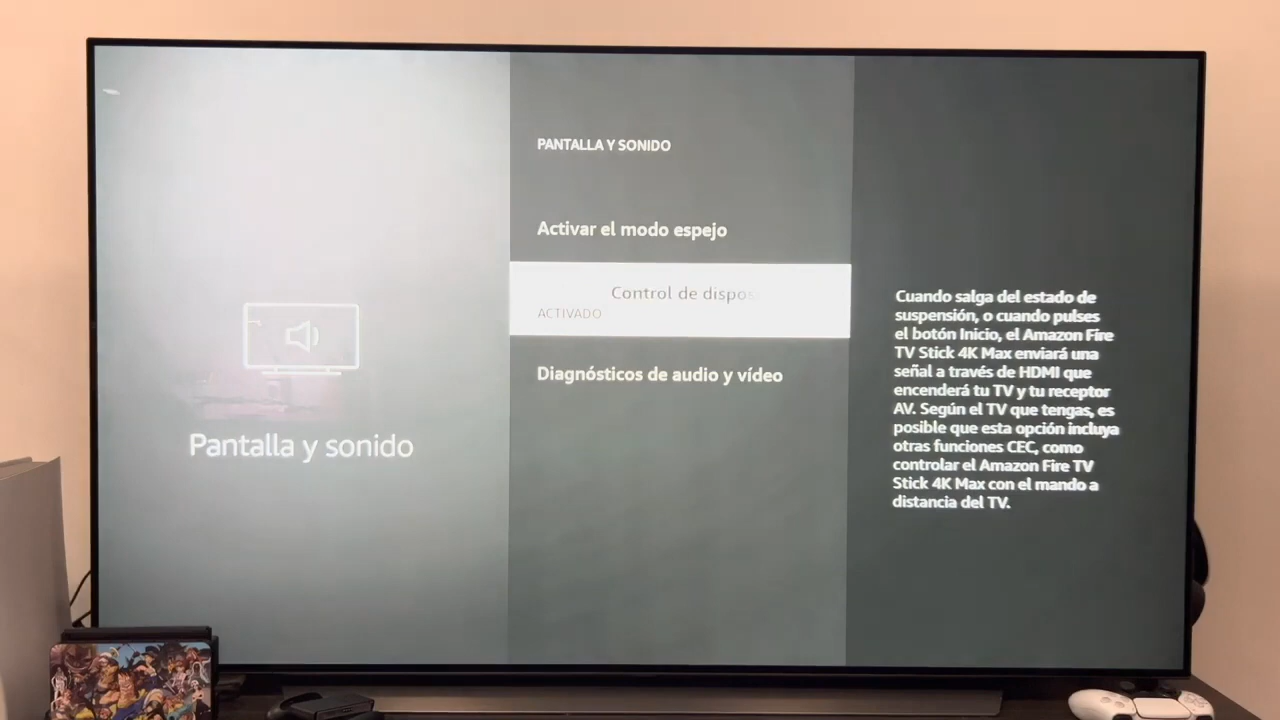 PANTALLA Y SONIDO
Activar el modo espejo
Control de dispos
ACTIVADO
Diagnósticos de audio y vídeo
Pantalla y sonido
Cuando salga del estado de
suspensión, o cuando pulses
el botón Inicio, el Amazon Fire
TV Stick 4K Max enviará una
señal a través de HDMI que
encenderá tu TV y tu receptor
AV. Según el TV que tengas, es
posible que esta opción incluya
otras funciones CEC, como
controlar el Amazon Fire TV
Stick 4K Max con el mando a
distancia del TV.